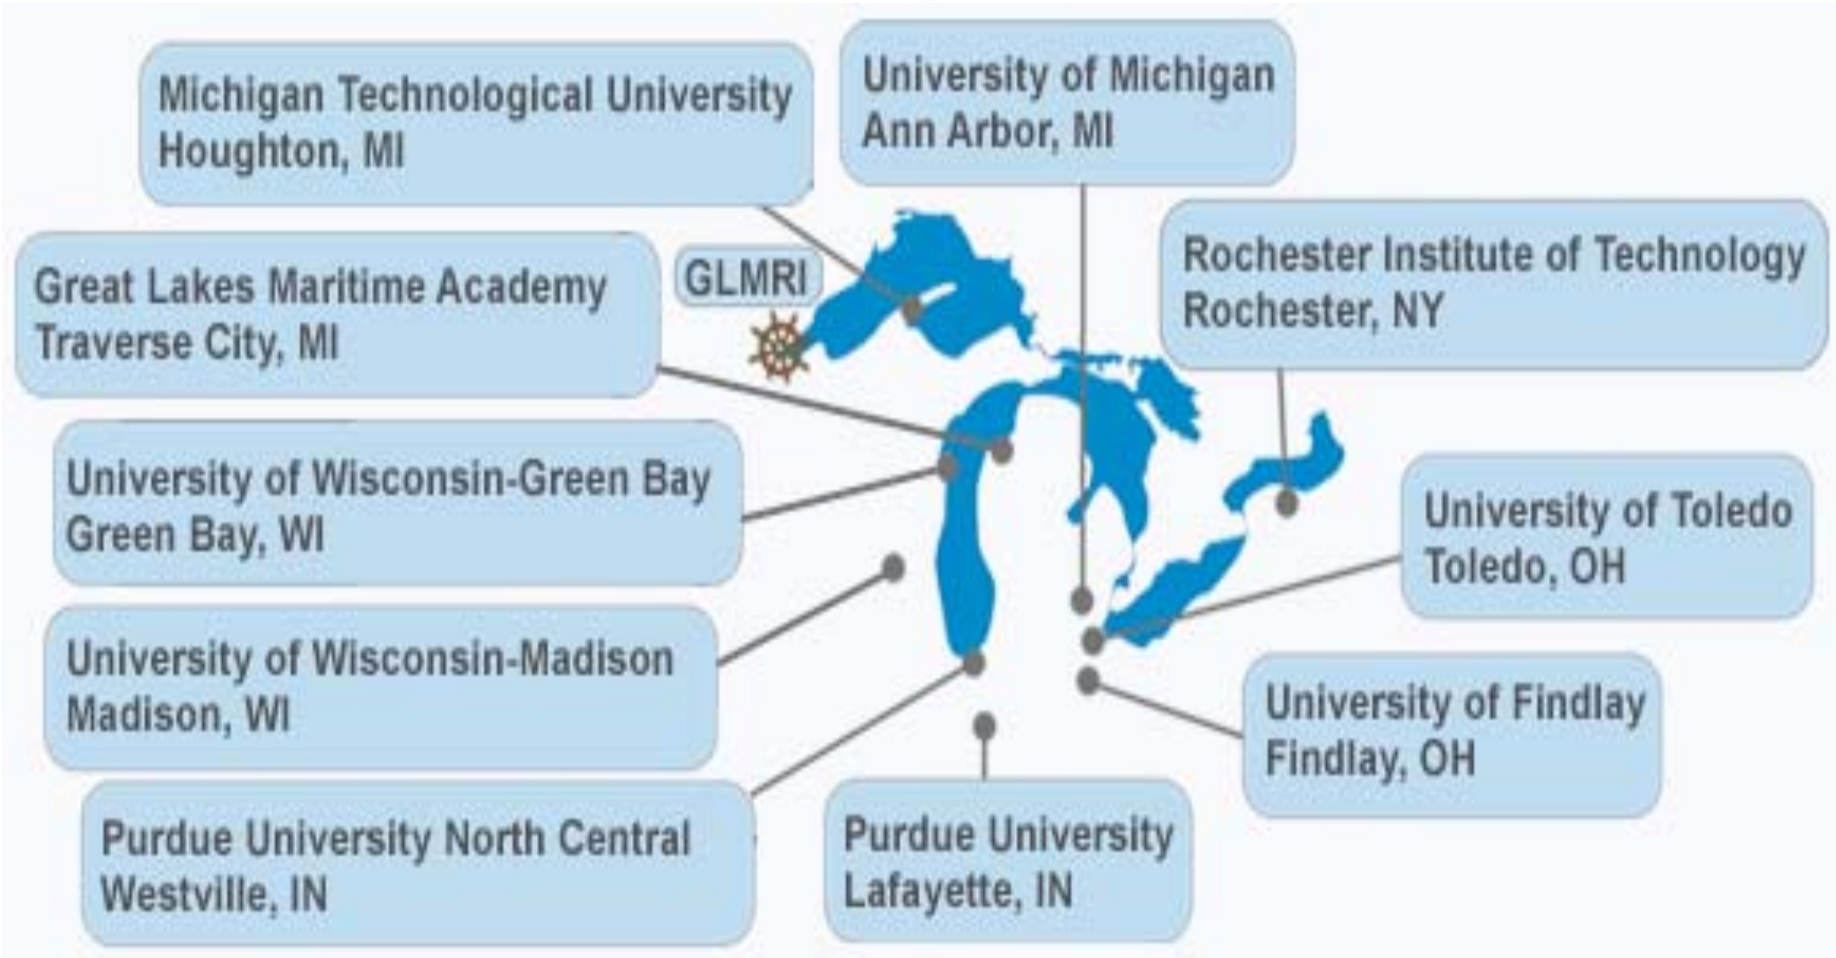 Michigan Technological University
Houghton, MI
University of Michigan
Ann Arbor, MI
Great Lakes Maritime Academy
Traverse City, MI
GLMRI
Rochester Institute of Technology
Rochester, NY
University of Wisconsin-Green Bay
Green Bay, WI
University of Toledo
Toledo, OH
University of Wisconsin-Madison
Madison, WI
University of Findlay
Findlay, OH
Purdue University North Central
Westville, IN
Purdue University
Lafayette, IN